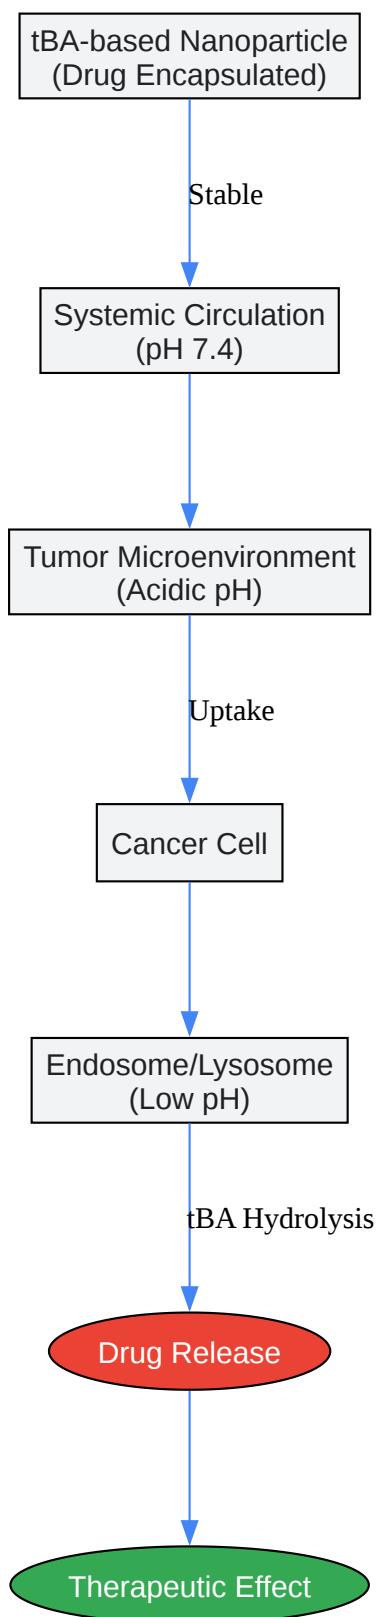 tBA-based Nanoparticle
(Drug Encapsulated)
Stable
Systemic Circulation
(pH 7.4)
Tumor Microenvironment
(Acidic pH)
Uptake
Cancer Cell
Endosome/Lysosome
(Low pH)
tBA Hydrolysis
Drug Release
Therapeutic Effect